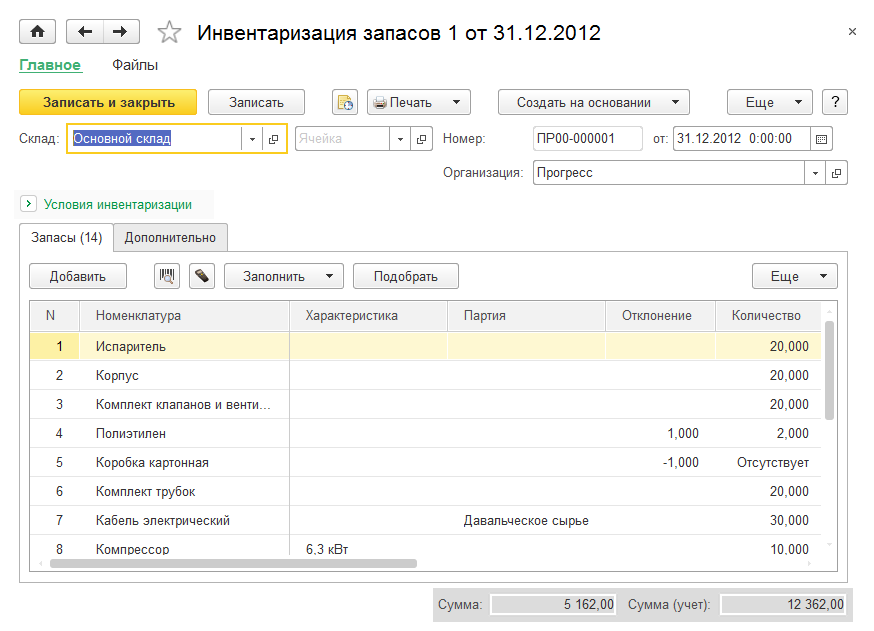 Инвентаризация запасов 1 от 31.12.2012
Главное Файлы
Записать и закрыть Записать Печать Создать на основании Еще ?
Склад: Основной склад Ячейка Номер: ПР00-000001 от: 31.12.2012 0:00:00
Организация: Прогресс
Условия инвентаризации
Запасы (14) Дополнительно
Добавить Заполнить Подобрать Еще
N Номенклатура Характеристика Партия Отклонение Количество
1 Испаритель 20,000
2 Корпус 20,000
3 Комплект клапанов и венти... 20,000
4 Полиэтилен 1,000 2,000
5 Коробка картонная -1,000 Отсутствует
6 Комплект трубок 20,000
7 Кабель электрический Давальческое сырье 30,000
8 Компрессор 6,3 кВт 10,000
Сумма: 5 162,00 Сумма (учет): 12 362,00